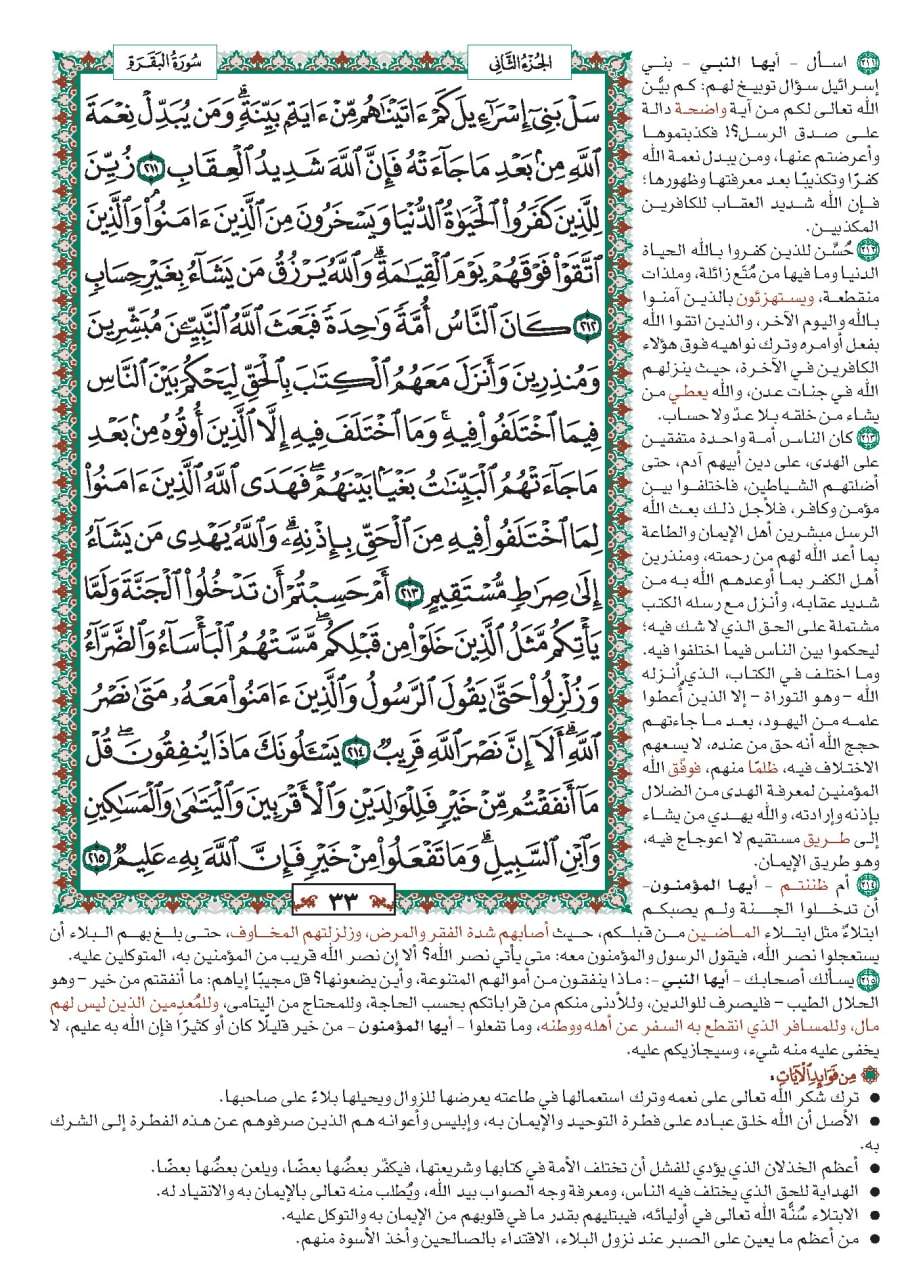 الجُزءُ الثَّانِي
سُورَةُ البَقَرَةِ
سَلْ بَنِىٓ إِسْرَٰٓءِيلَ كَمْ ءَاتَيْنَٰهُم مِّنْ ءَايَةِۭ بَيِّنَةٖۗ وَمَن يُبَدِّلْ نِعْمَةَ
ٱللَّهِ مِنۢ بَعْدِ مَا جَآءَتْهُ فَإِنَّ ٱللَّهَ شَدِيدُ ٱلْعِقَابِ ٢١١ زُيِّنَ
لِلَّذِينَ كَفَرُوا۟ ٱلْحَيَوٰةُ ٱلدُّنْيَا وَيَسْخَرُونَ مِنَ ٱلَّذِينَ ءَامَنُوا۟ۘ وَٱلَّذِينَ
ٱتَّقَوْا۟ فَوْقَهُمْ يَوْمَ ٱلْقِيَٰمَةِۗ وَٱللَّهُ يَرْزُقُ مَن يَشَآءُ بِغَيْرِ حِسَابٖ
٢١٢ كَانَ ٱلنَّاسُ أُمَّةٗ وَٰحِدَةٗ فَبَعَثَ ٱللَّهُ ٱلنَّبِيِّـۧنَ مُبَشِّرِينَ
وَمُنذِرِينَ وَأَنزَلَ مَعَهُمُ ٱلْكِتَٰبَ بِٱلْحَقِّ لِيَحْكُمَ بَيْنَ ٱلنَّاسِ
فِيمَا ٱخْتَلَفُوا۟ فِيهِۚ وَمَا ٱخْتَلَفَ فِيهِ إِلَّا ٱلَّذِينَ أُوتُوهُ مِنۢ بَعْدِ
مَا جَآءَتْهُمُ ٱلْبَيِّنَٰتُ بَغْيَۢا بَيْنَهُمْۖ فَهَدَى ٱللَّهُ ٱلَّذِينَ ءَامَنُوا۟
لِمَا ٱخْتَلَفُوا۟ فِيهِ مِنَ ٱلْحَقِّ بِإِذْنِهِۦۗ وَٱللَّهُ يَهْدِى مَن يَشَآءُ
إِلَىٰ صِرَٰطٖ مُّسْتَقِيمٍ ٢١٣ أَمْ حَسِبْتُمْ أَن تَدْخُلُوا۟ ٱلْجَنَّةَ وَلَمَّا
يَأْتِكُم مَّثَلُ ٱلَّذِينَ خَلَوْا۟ مِن قَبْلِكُمۖ مَّسَّتْهُمُ ٱلْبَأْسَآءُ وَٱلضَّرَّآءُ
وَزُلْزِلُوا۟ حَتَّىٰ يَقُولَ ٱلرَّسُولُ وَٱلَّذِينَ ءَامَنُوا۟ مَعَهُۥ مَتَىٰ نَصْرُ
ٱللَّهِۗ أَلَآ إِنَّ نَصْرَ ٱللَّهِ قَرِيبٞ ٢١٤ يَسْـَٔلُونَكَ مَاذَا يُنفِقُونَۖ قُلْ
مَآ أَنفَقْتُم مِّنْ خَيْرٖ فَلِلْوَٰلِدَيْنِ وَٱلْأَقْرَبِينَ وَٱلْيَتَٰمَىٰ وَٱلْمَسَٰكِينِ
وَٱبْنِ ٱلسَّبِيلِۗ وَمَا تَفْعَلُوا۟ مِنْ خَيْرٖ فَإِنَّ ٱللَّهَ بِهِۦ عَلِيمٞ ٢١٥
٣٣
٢١١ اسأل - أيها النبي - بني
إسرائيل سؤال توبيخ لهم: كم بيَّن
الله تعالى لكم من آية واضحة دالة
على صدق الرسل؟! فكذبتموها
وأعرضتم عنها، ومن يبدل نعمة الله
كفرًا وتكذيبًا بعد معرفتها وظهورها؛
فإن الله شديد العقاب للكافرين
المكذبين.
٢١٢ حُسِّن للذين كفروا بالله الحياة
الدنيا وما فيها من مُتَع زائلة، وملذات
منقطعة، ويستهزئون بالذين آمنوا
بالله واليوم الآخر، والذين اتقوا الله
بفعل أوامره وترك نواهيه فوق هؤلاء
الكافرين في الآخرة، حيث ينزلهم
الله في جنات عدن، والله يعطي من
يشاء من خلقه بلا عدٍّ ولا حساب.
٢١٣ كان الناس أمة واحدة متفقين
على الهدى، على دين أبيهم آدم، حتى
أضلتهم الشياطين، فاختلفوا بين
مؤمن وكافر، فلأجل ذلك بعث الله
الرسل مبشرين أهل الإيمان والطاعة
بما أعد الله لهم من رحمته، ومنذرين
أهل الكفر بما أوعدهم الله به من
شديد عقابه، وأنزل مع رسله الكتب
مشتملة على الحق الذي لا شك فيه؛
ليحكموا بين الناس فيما اختلفوا فيه.
وما اختلف في الكتاب، الذي أنزله
الله - وهو التوراة - إلا الذين أُعطوا
علمه من اليهود، بعد ما جاءتهم
حجج الله أنه حق من عنده، لا يسعهم
الاختلاف فيه، ظلمًا منهم، فوفَّق الله
المؤمنين لمعرفة الهدى من الضلال
بإذنه وإرادته، والله يهدي من يشاء
إلى طريق مستقيم لا اعوجاج فيه،
وهو طريق الإيمان.
٢١٤ أم ظننتم - أيها المؤمنون-
أن تدخلوا الجنة ولم يصبكم
ابتلاءٌ مثل ابتلاء الماضين من قبلكم، حيث أصابهم شدة الفقر والمرض، وزلزلتهم المخاوف، حتى بلغ بهم البلاء أن
يستعجلوا نصر الله، فيقول الرسول والمؤمنون معه: متى يأتي نصر الله؟ ألا إن نصر الله قريب من المؤمنين به، المتوكلين عليه.
٢١٥ يسألك أصحابك - أيها النبي -: ماذا ينفقون من أموالهم المتنوعة، وأين يضعونها؟ قل مجيبًا إياهم: ما أنفقتم من خير - وهو
الحلال الطيب - فليصرف للوالدين، وللأدنى منكم من قراباتكم بحسب الحاجة، وللمحتاج من اليتامى، وللمُعدِمين الذين ليس لهم
مال، وللمسافر الذي انقطع به السفر عن أهله ووطنه، وما تفعلوا - أيها المؤمنون - من خير قليلًا كان أو كثيرًا فإن الله به عليم، لا
يخفى عليه منه شيء، وسيجازيكم عليه.
مِن فَوَائِدِ الْآيَاتِ:
• ترك شكر الله تعالى على نعمه وترك استعمالها في طاعته يعرضها للزوال ويحيلها بلاءً على صاحبها.
• الأصل أن الله خلق عباده على فطرة التوحيد والإيمان به، وإبليس وأعوانه هم الذين صرفوهم عن هذه الفطرة إلى الشرك
به.
• أعظم الخذلان الذي يؤدي للفشل أن تختلف الأمة في كتابها وشريعتها، فيكفّر بعضُها بعضًا، ويلعن بعضُها بعضًا.
• الهداية للحق الذي يختلف فيه الناس، ومعرفة وجه الصواب بيد الله، ويُطلب منه تعالى بالإيمان به والانقياد له.
• الابتلاء سُنَّة الله تعالى في أوليائه، فيبتليهم بقدر ما في قلوبهم من الإيمان به والتوكل عليه.
• من أعظم ما يعين على الصبر عند نزول البلاء، الاقتداء بالصالحين وأخذ الأسوة منهم.